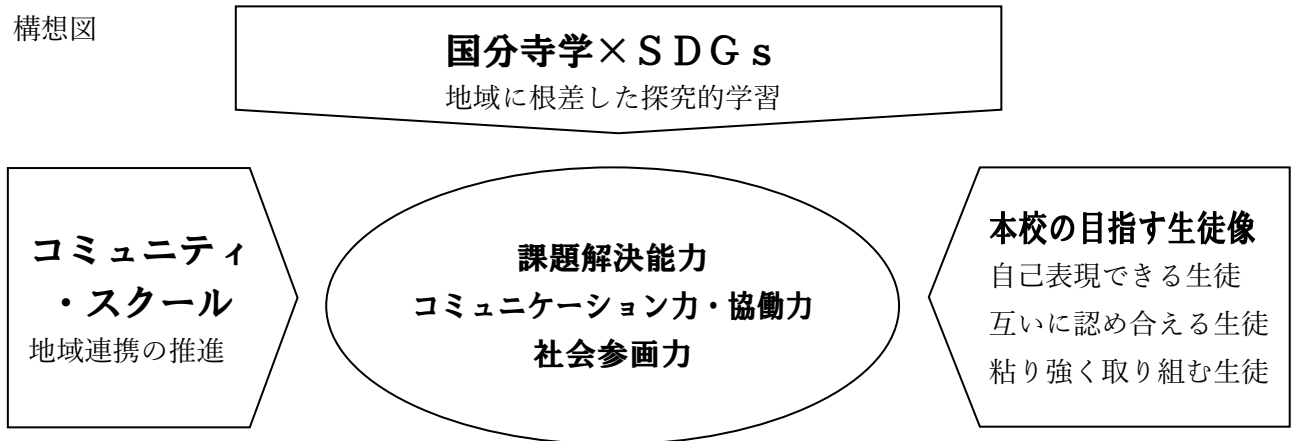 構想図
国分寺学×ＳＤＧｓ
地域に根差した探究的学習
コミュニティ
・スクール
地域連携の推進
課題解決能力
コミュニケーション力・協働力
社会参画力
本校の目指す生徒像
自己表現できる生徒
互いに認め合える生徒
粘り強く取り組む生徒